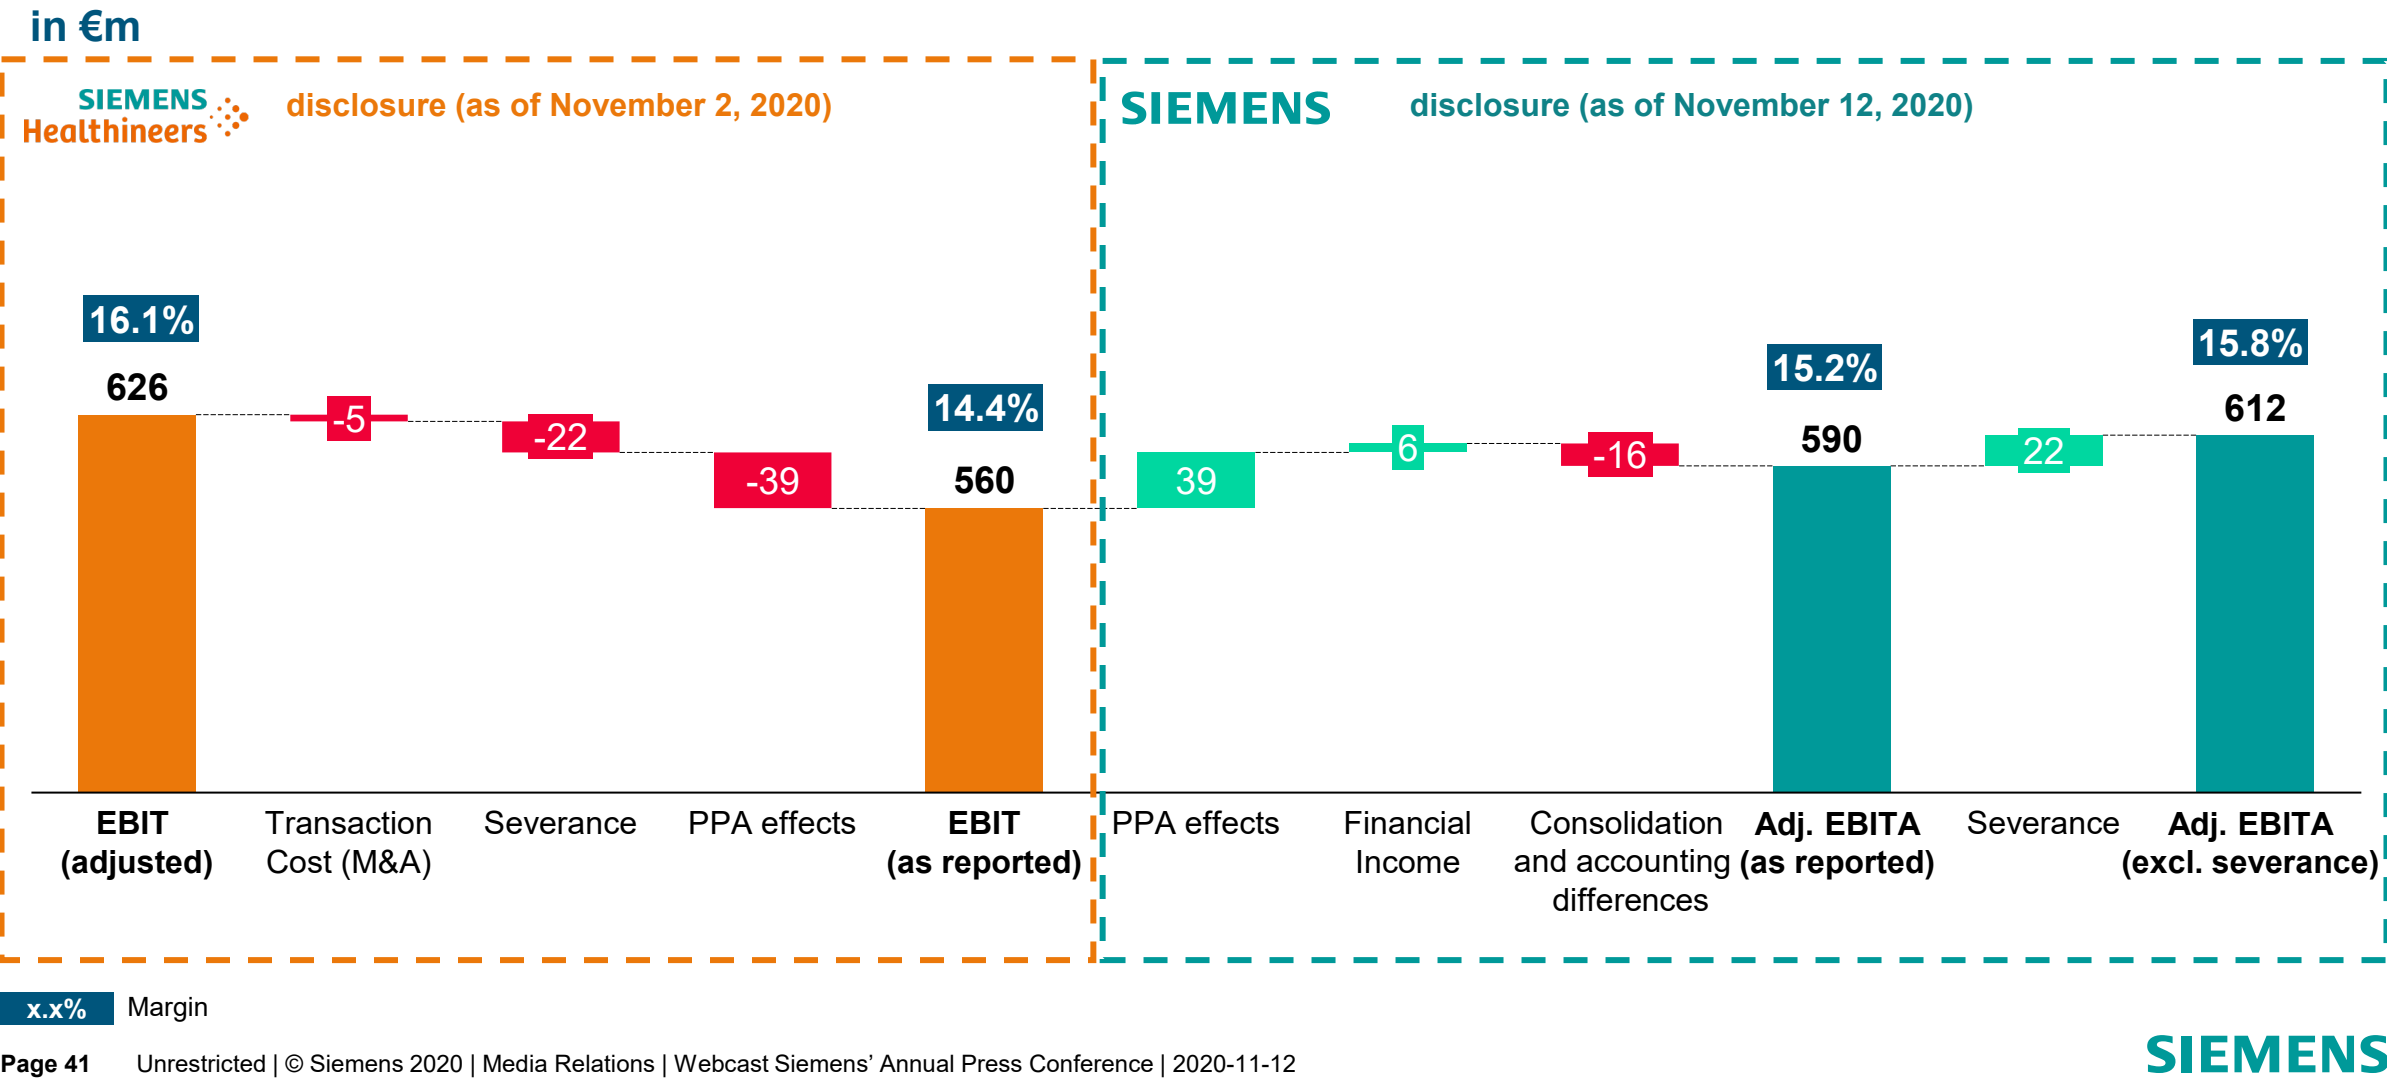 in €m
SIEMENS
Healthineers
disclosure (as of November 2, 2020)
SIEMENS
disclosure (as of November 12, 2020)
16.1%
626
-5
-22
-39
14.4%
560
39
6
-16
15.2%
590
22
15.8%
612
EBIT
(adjusted)
Transaction
Cost (M&A)
Severance
PPA effects
EBIT
(as reported)
PPA effects
Financial
Income
Consolidation
and accounting
differences
Adj. EBITA
(as reported)
Severance
Adj. EBITA
(excl. severance)
x.x%
Margin
Page 41
Unrestricted | © Siemens 2020 | Media Relations | Webcast Siemens’ Annual Press Conference | 2020-11-12
SIEMENS